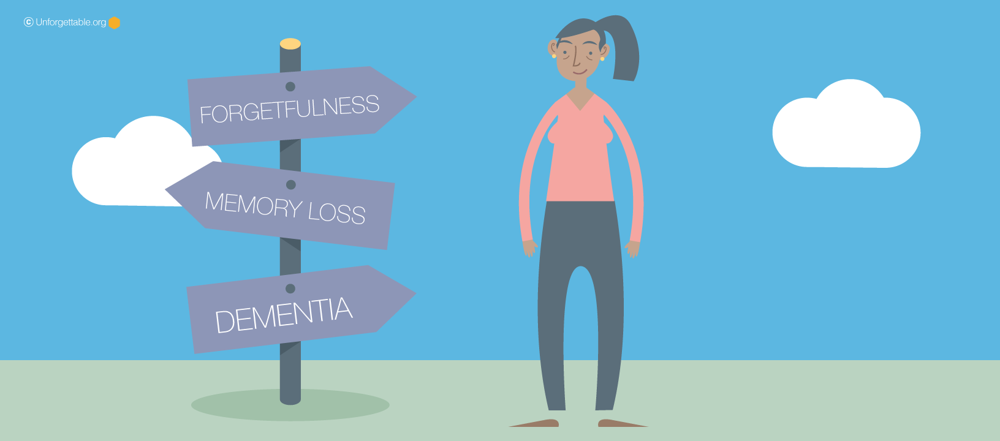 © Unforgettable.org
FORGETFULNESS
MEMORY LOSS
DEMENTIA